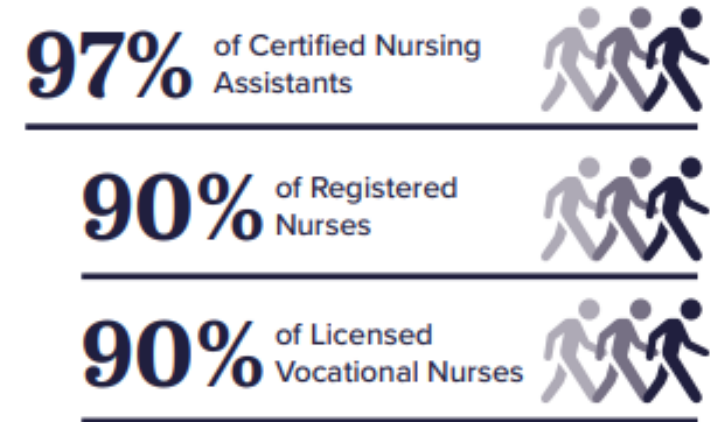 97% of Certified Nursing
Assistants
90% of Registered
Nurses
90% of Licensed
Vocational Nurses